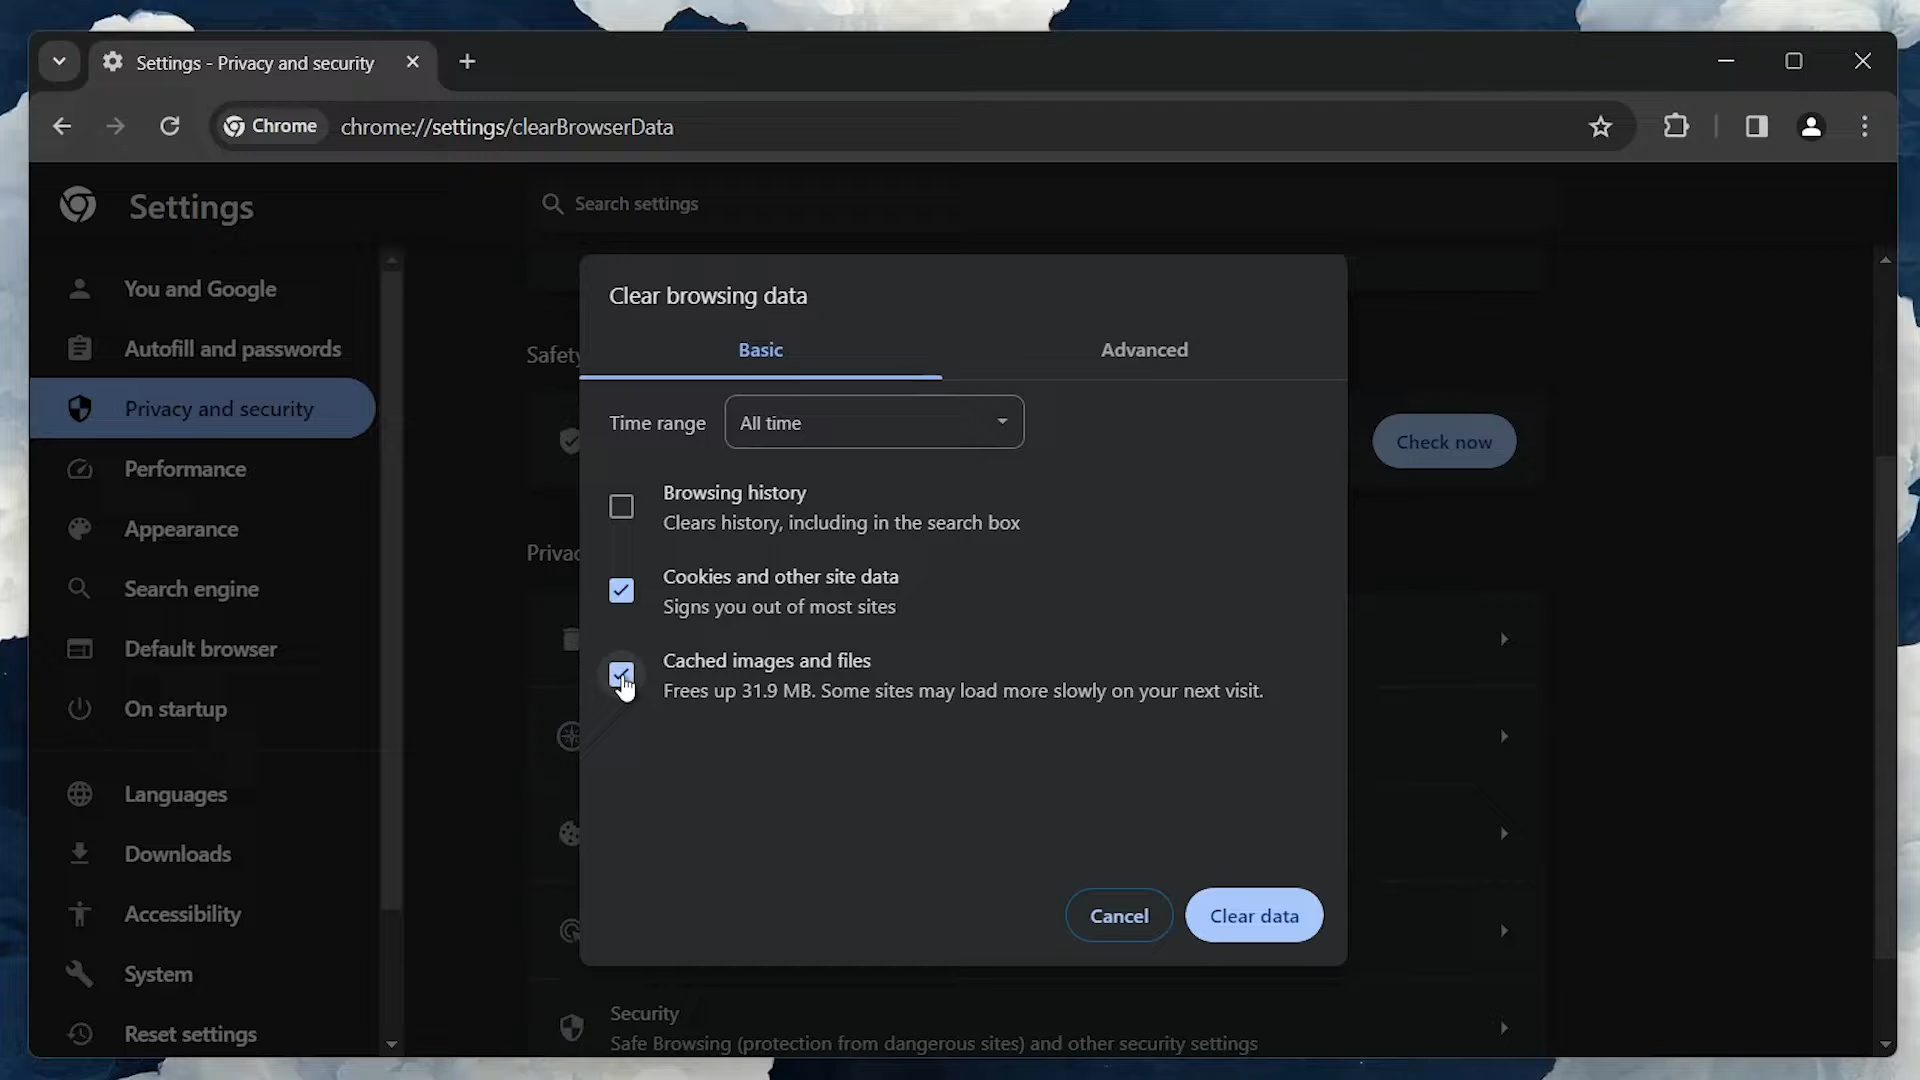 Settings - Privacy and security
Chrome
chrome://settings/clearBrowserData
Settings
Search settings
You and Google
Autofill and passwords
Privacy and security
Performance
Appearance
Search engine
Default browser
On startup
Languages
Downloads
Accessibility
System
Reset settings
Safety
Check now
Privac
Clear browsing data
Basic
Advanced
Time range
All time
Browsing history
Clears history, including in the search box
Cookies and other site data
Signs you out of most sites
Cached images and files
Frees up 31.9 MB. Some sites may load more slowly on your next visit.
Cancel
Clear data
Security
Safe Browsing (protection from dangerous sites) and other security settings